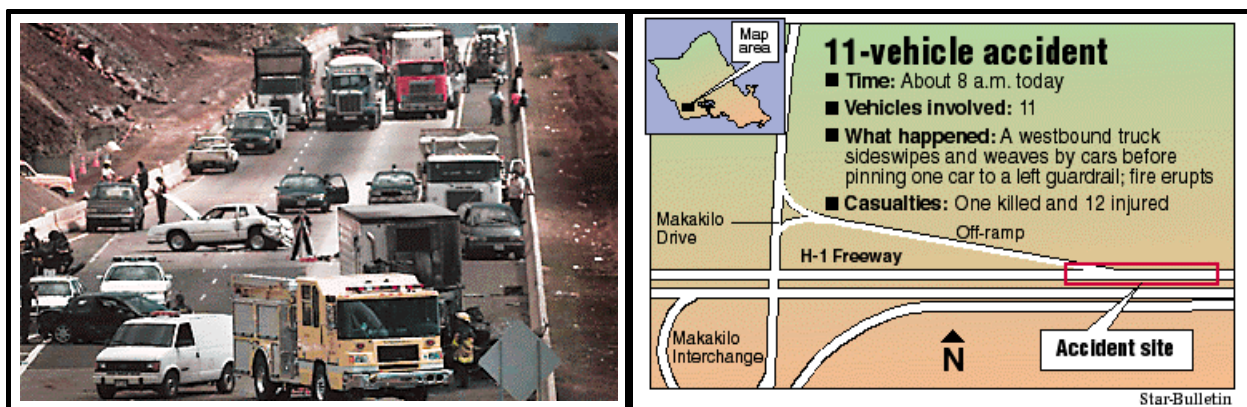 Map
area
11-vehicle accident
■ Time: About 8 a.m. today
■ Vehicles involved: 11
■ What happened: A westbound truck
sideswipes and weaves by cars before
pinning one car to a left guardrail; fire erupts
■ Casualties: One killed and 12 injured
Makakilo
Drive
Off-ramp
H-1 Freeway
Makakilo
Interchange
N
Accident site
Star-Bulletin